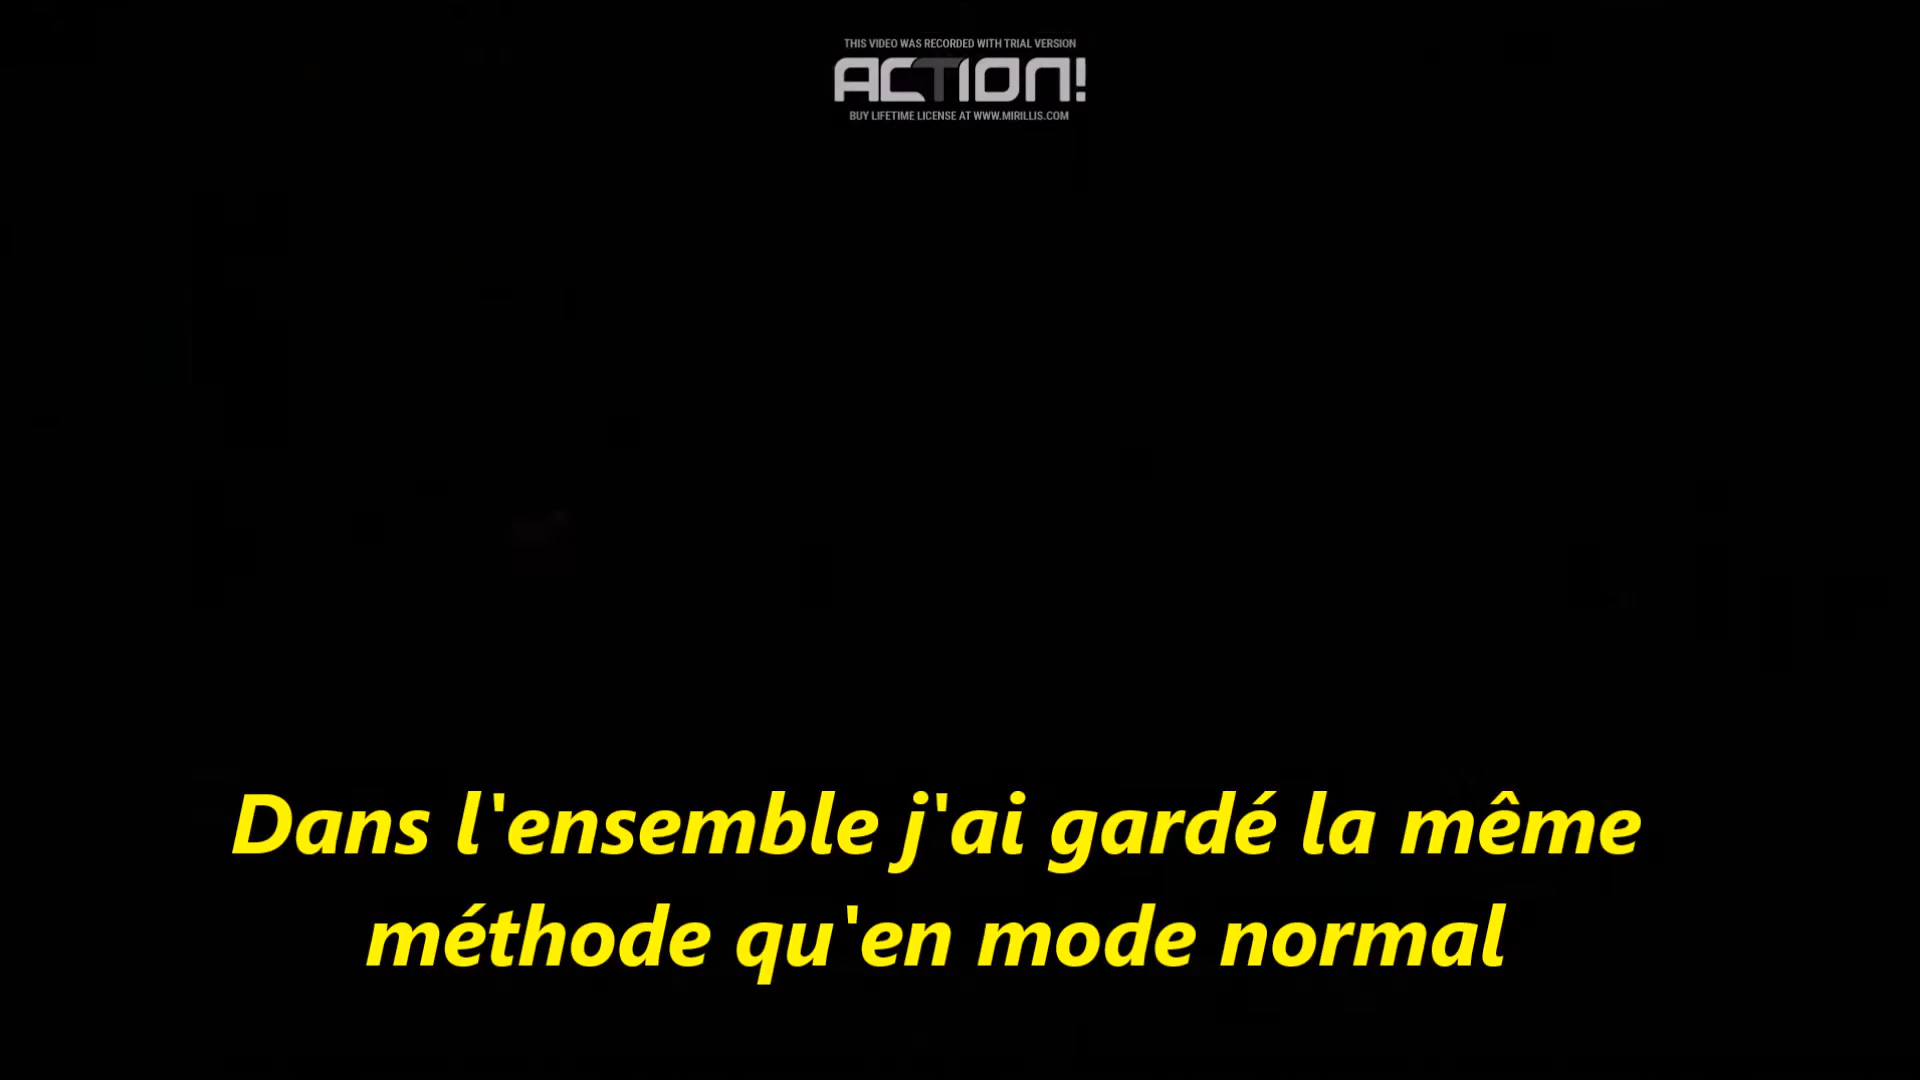 THIS VIDEO WAS RECORDED WITH TRIAL VERSION
ACTION!
BUY LIFETIME LICENSE AT WWW.MIRILLIS.COM
Dans l'ensemble j'ai gardé la même
méthode qu'en mode normal